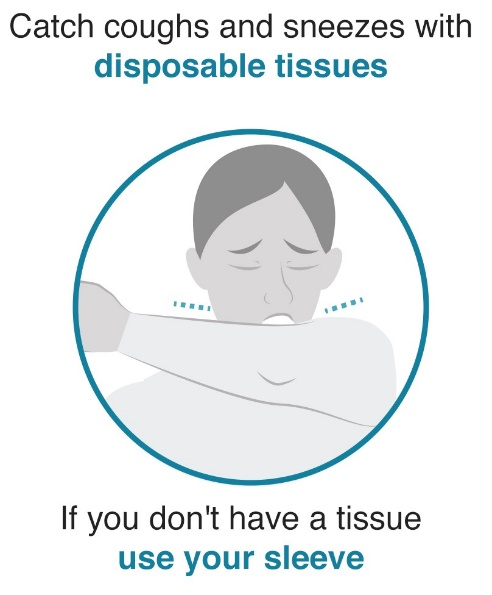 Catch coughs and sneezes with
disposable tissues
If you don't have a tissue
use your sleeve